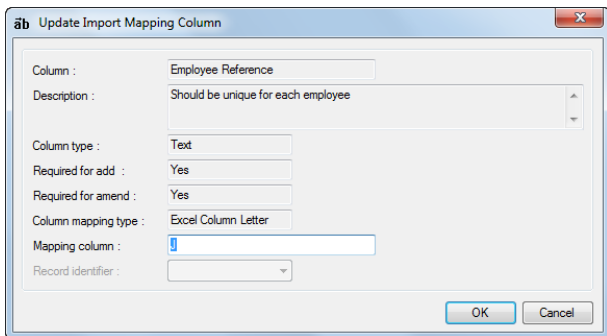 äb Update Import Mapping Column
Column : Employee Reference
Description : Should be unique for each employee
Column type : Text
Required for add : Yes
Required for amend : Yes
Column mapping type : Excel Column Letter
Mapping column : J
Record identifier :
OK Cancel